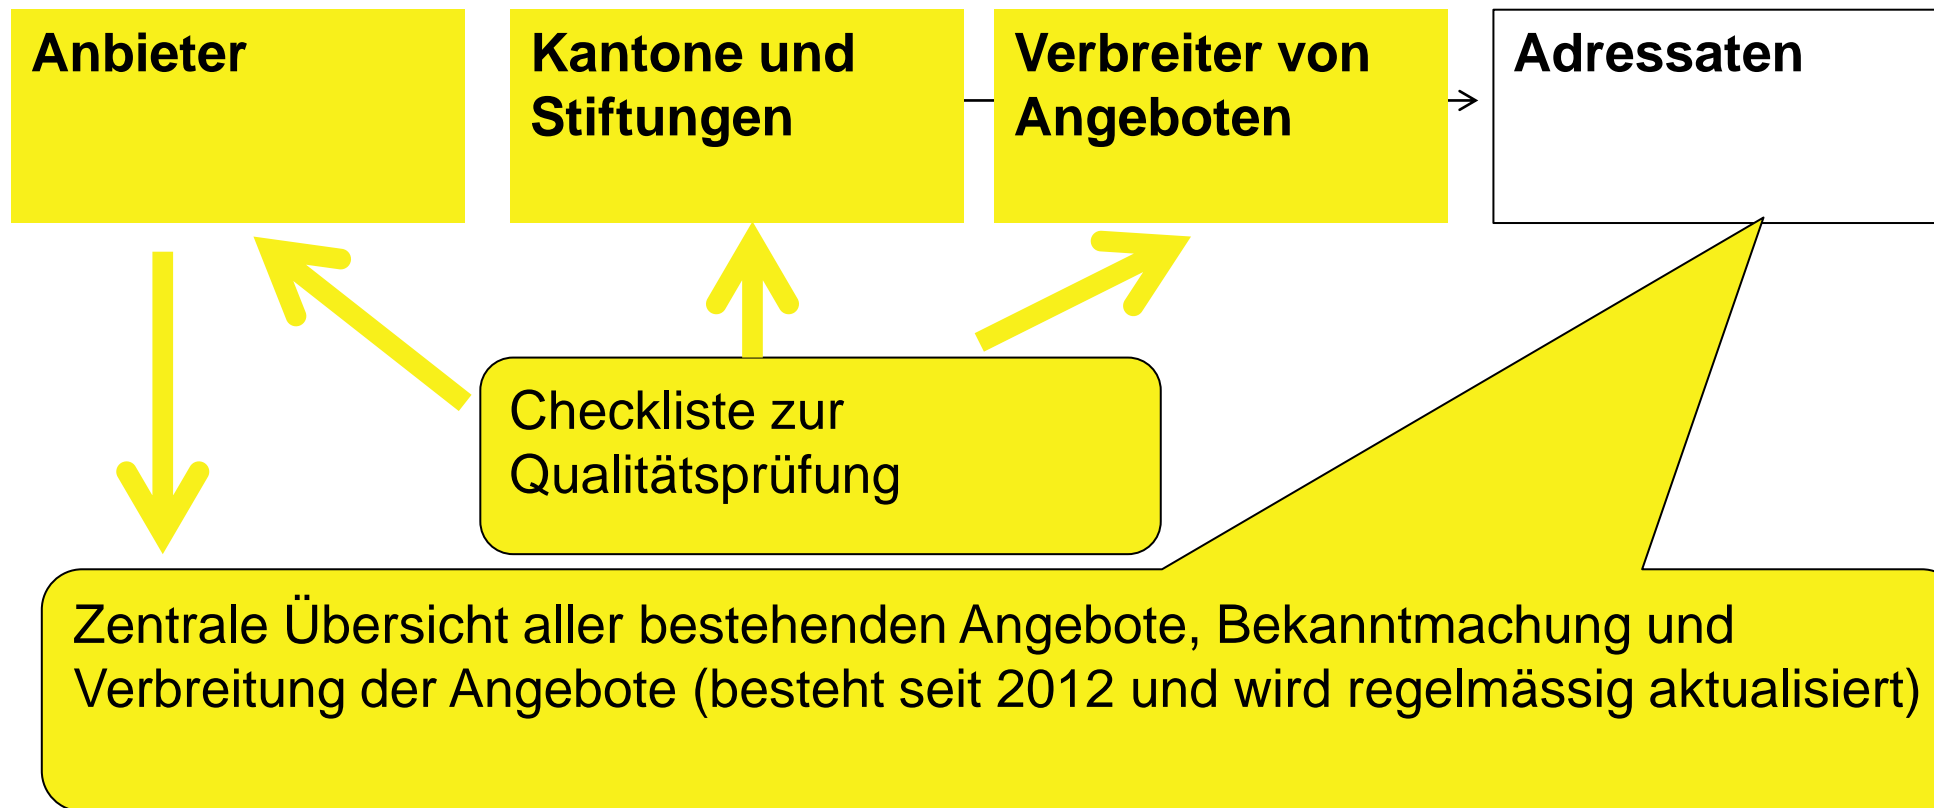 Anbieter
Kantone und
Stiftungen
Verbreiter von
Angeboten
Adressaten
Checkliste zur
Qualitätsprüfung
Zentrale Übersicht aller bestehenden Angebote, Bekanntmachung und
Verbreitung der Angebote (besteht seit 2012 und wird regelmässig aktualisiert)